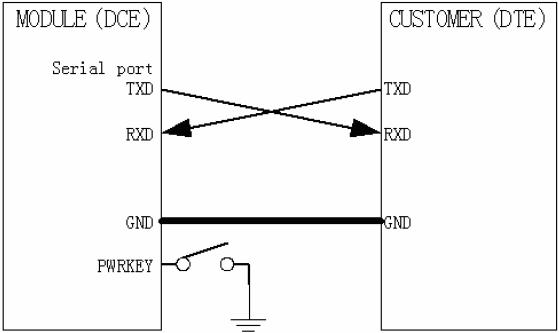 MODULE (DCE)
CUSTOMER (DTE)
Serial port
TXD
TXD
RXD
RXD
GND
GND
PWRKEY